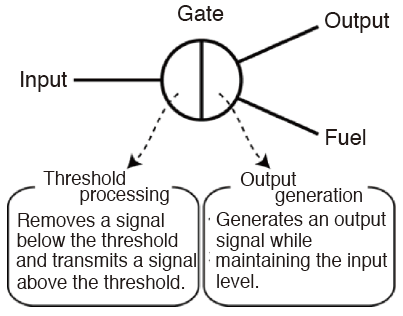 Gate
Output
Input
Fuel
Threshold
processing
Removes a signal
below the threshold
and transmits a signal
above the threshold.
Output
generation
Generates an output
signal while
maintaining the input
level.